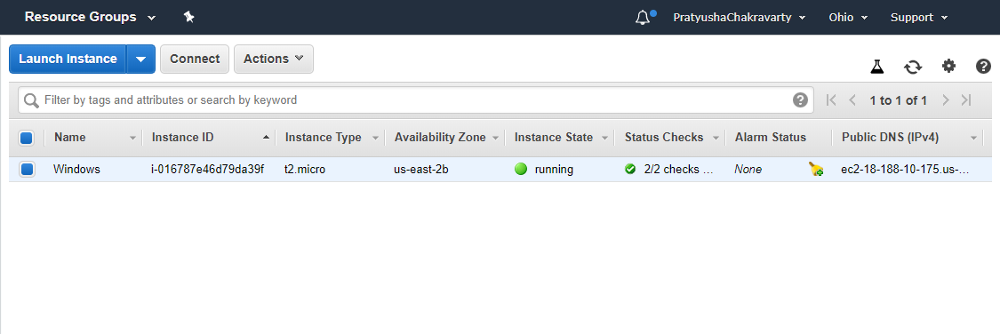 Resource Groups PratyushaChakravarty Ohio Support
Launch Instance Connect Actions
Filter by tags and attributes or search by keyword 1 to 1 of 1
Name Instance ID Instance Type Availability Zone Instance State Status Checks Alarm Status Public DNS (IPv4)
Windows i-016787e46d79da39f t2.micro us-east-2b running 2/2 checks ... None ec2-18-188-10-175.us-...